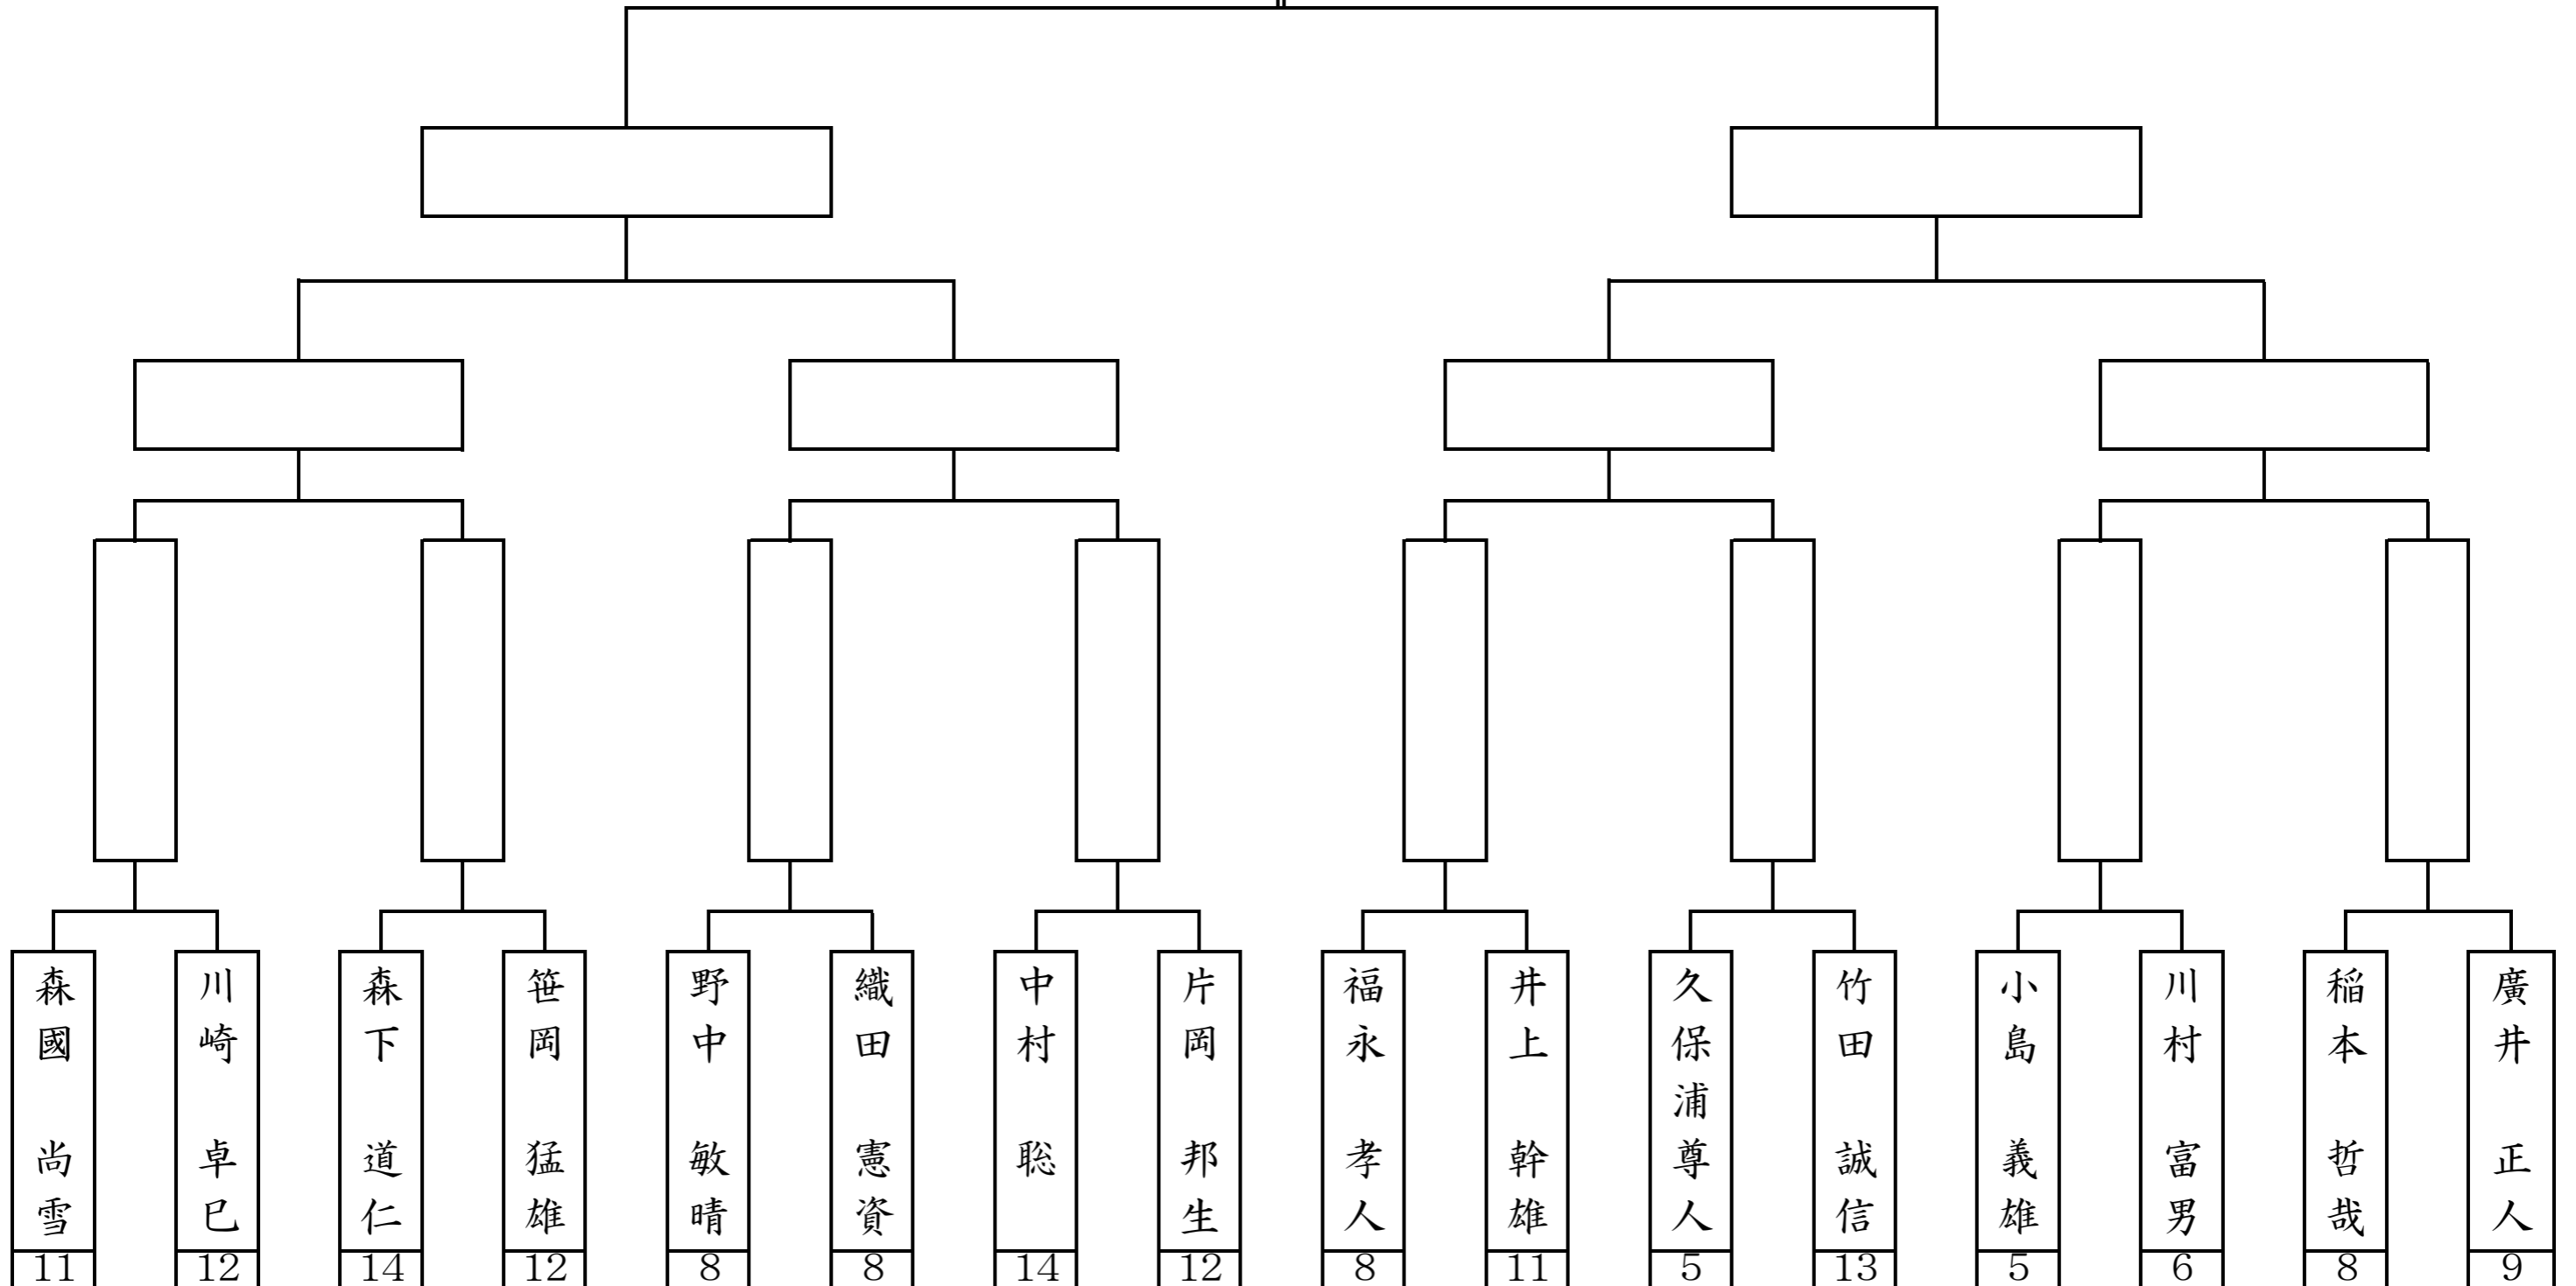 森國 尚雪
11
川崎 卓巳
12
森下 道仁
14
笹岡 猛雄
12
野中 敏晴
8
織田 憲資
8
中村 聡
14
片岡 邦生
12
福永 孝人
8
井上 幹雄
11
久保浦尊人
5
竹田 誠信
13
小島 義雄
5
川村 富男
6
稲本 哲哉
8
廣井 正人
9